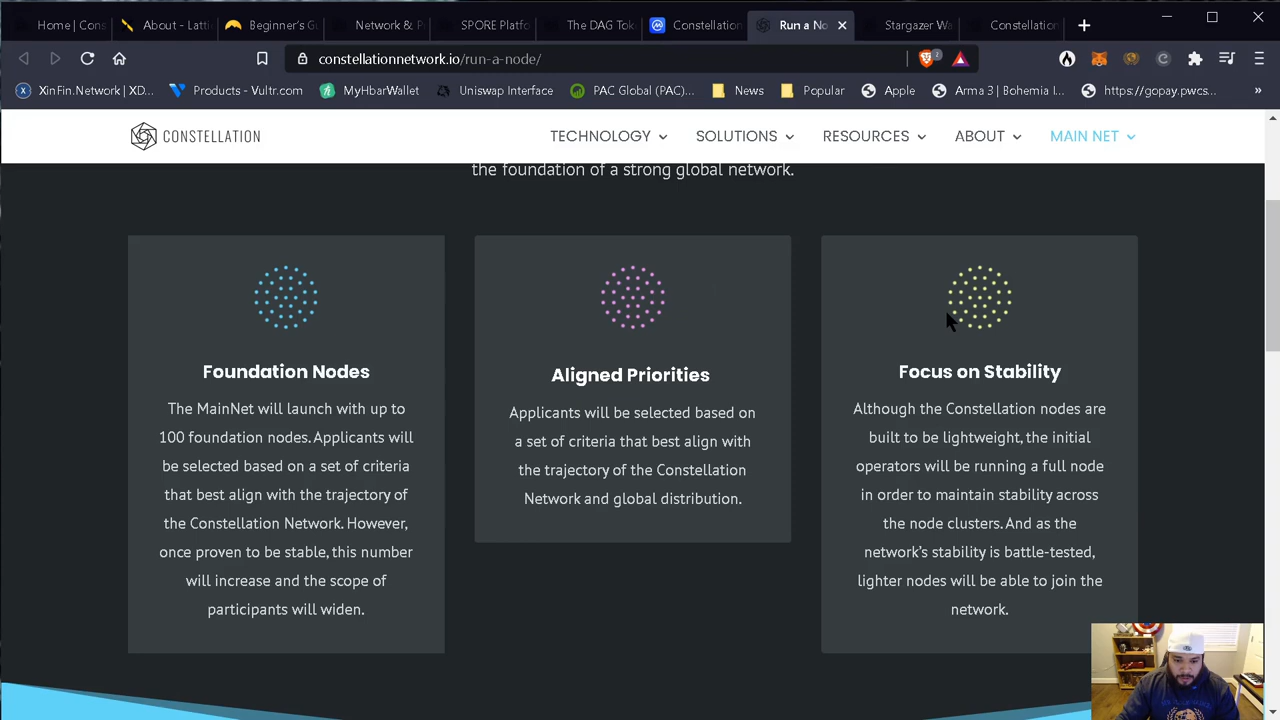 Home | Cons
About - Latti
Beginner's G
Network & P
SPORE Platfo
The DAG Tok
Constellation
Run a No
Stargazer Wa
Constellation
constellationnetwork.io/run-a-node/
2
XinFin.Network | XD...
Products - Vultr.com
MyHbarWallet
Uniswap Interface
PAC Global (PAC)...
News
Popular
Apple
Arma 3 | Bohemia I...
https://gopay.pwcs...
»
CONSTELLATION
TECHNOLOGY
SOLUTIONS
RESOURCES
ABOUT
MAIN NET
the foundation of a strong global network.
Foundation Nodes
The MainNet will launch with up to
100 foundation nodes. Applicants will
be selected based on a set of criteria
that best align with the trajectory of
the Constellation Network. However,
once proven to be stable, this number
will increase and the scope of
participants will widen.
Aligned Priorities
Applicants will be selected based on
a set of criteria that best align with
the trajectory of the Constellation
Network and global distribution.
Focus on Stability
Although the Constellation nodes are
built to be lightweight, the initial
operators will be running a full node
in order to maintain stability across
the node clusters. And as the
network's stability is battle-tested,
lighter nodes will be able to join the
network.